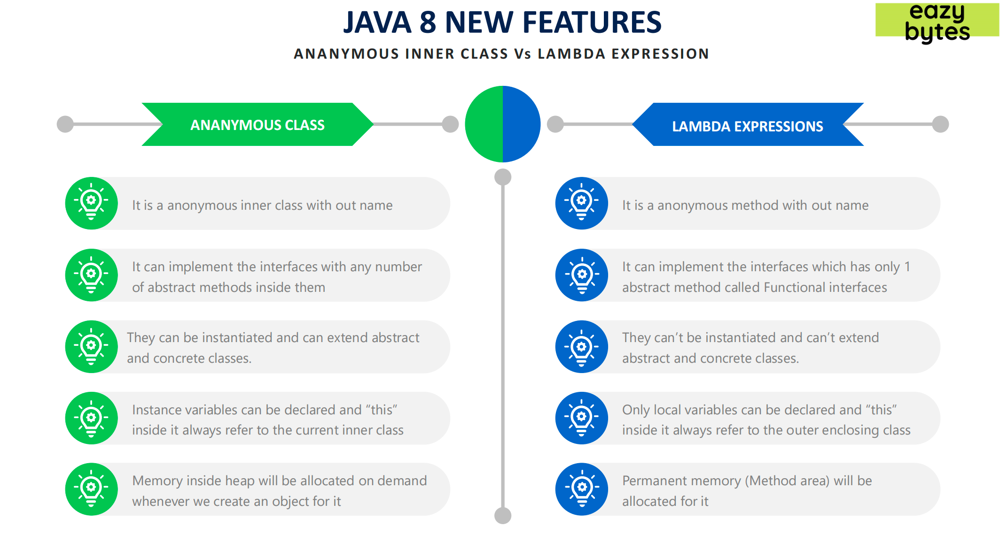 JAVA 8 NEW FEATURES
eazy
bytes
ANANYMOUS INNER CLASS Vs LAMBDA EXPRESSION
ANANYMOUS CLASS
It is a anonymous inner class with out name
It can implement the interfaces with any number
of abstract methods inside them
They can be instantiated and can extend abstract
and concrete classes.
Instance variables can be declared and “this”
inside it always refer to the current inner class
Memory inside heap will be allocated on demand
whenever we create an object for it
LAMBDA EXPRESSIONS
It is a anonymous method with out name
It can implement the interfaces which has only 1
abstract method called Functional interfaces
They can’t be instantiated and can’t extend
abstract and concrete classes.
Only local variables can be declared and “this”
inside it always refer to the outer enclosing class
Permanent memory (Method area) will be
allocated for it